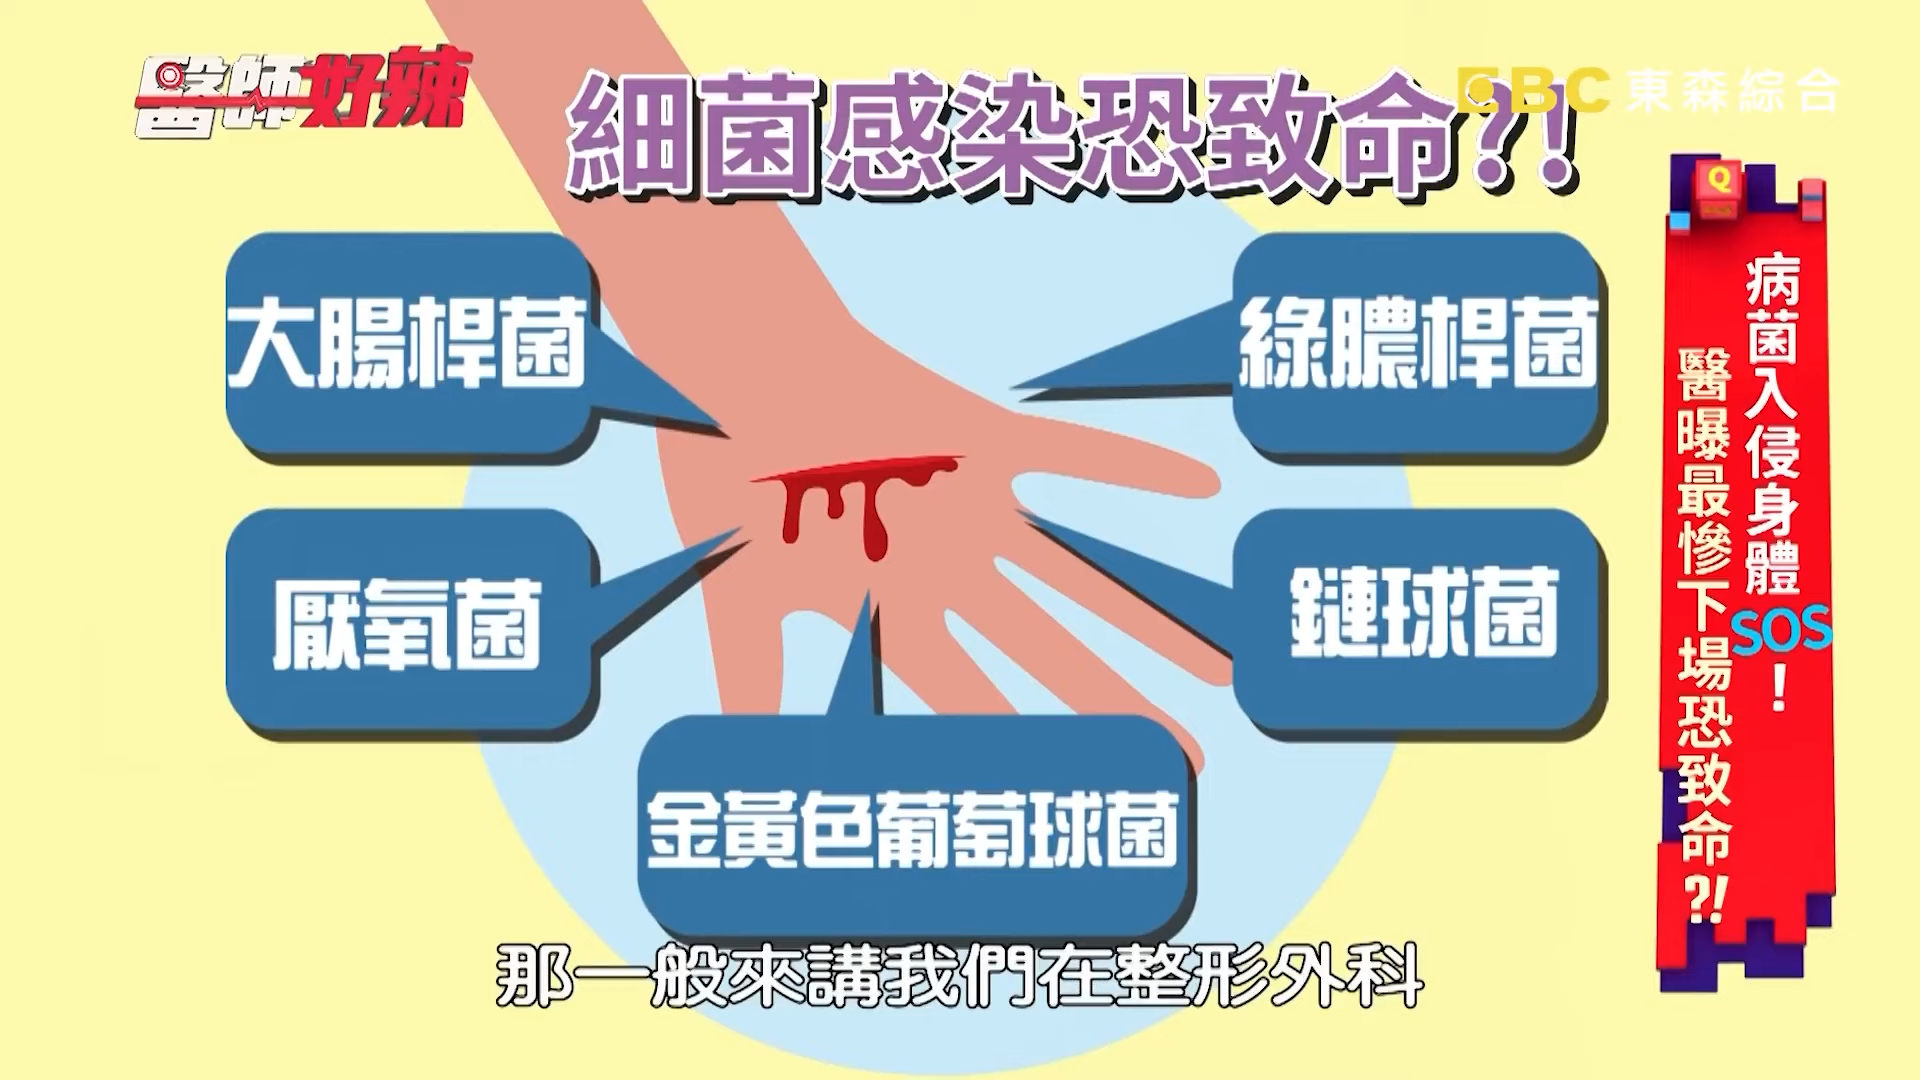 醫師好辣
EBC 東森綜合
細菌感染恐致命?!
大腸桿菌
綠膿桿菌
厭氧菌
鏈球菌
金黃色葡萄球菌
Q
病菌入侵身體SOS!
醫曝最慘下場恐致命?!
那一般來講我們在整形外科